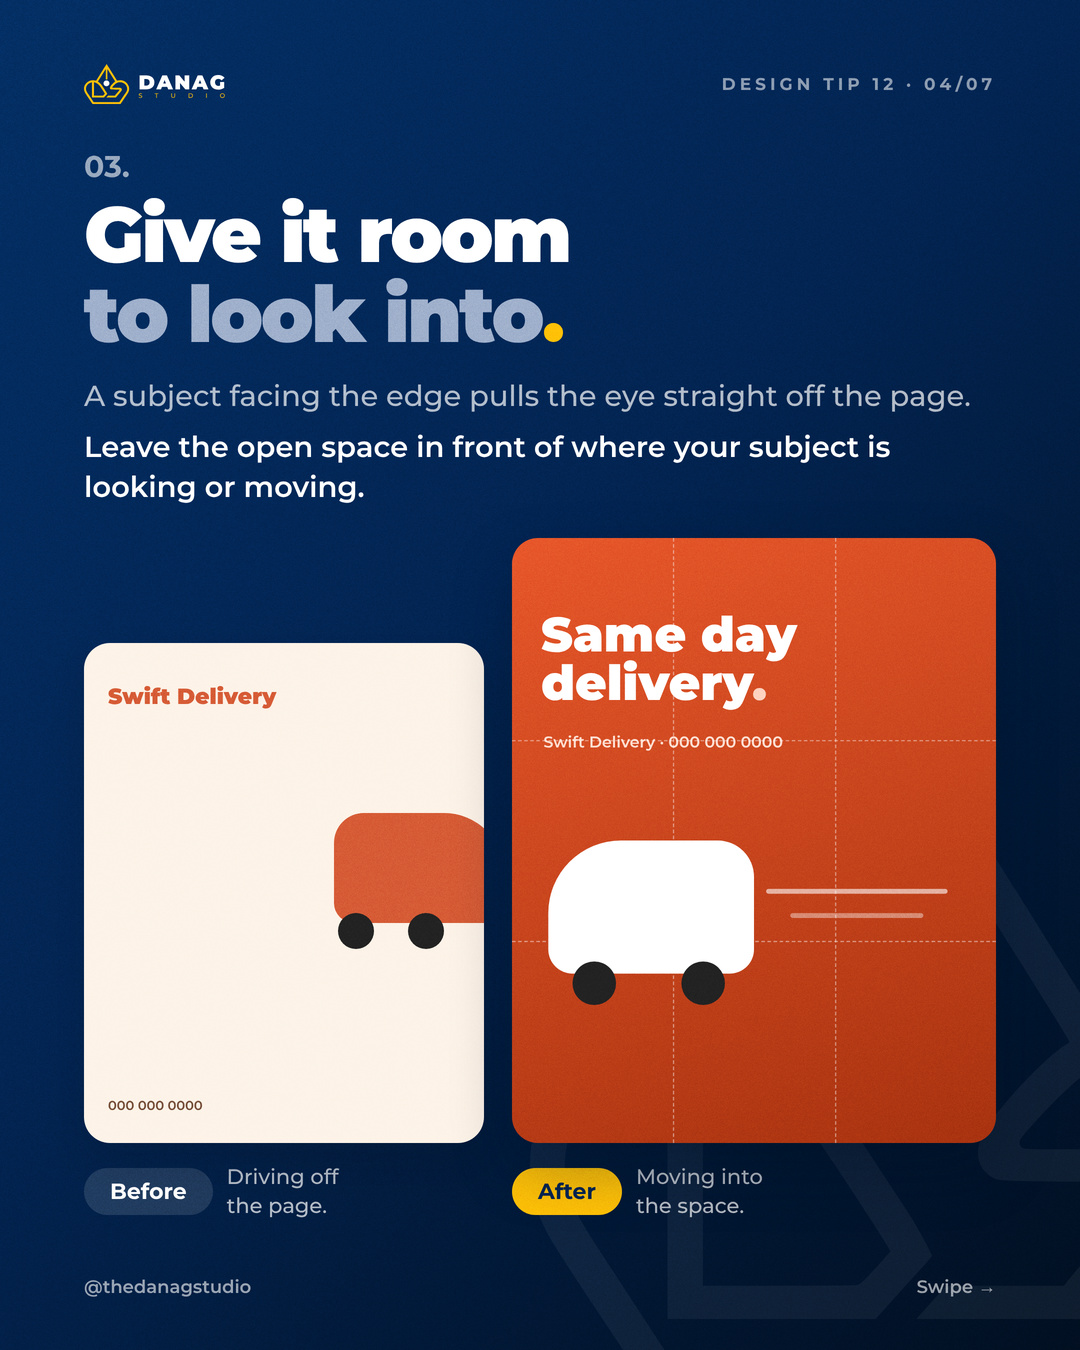 DANAG
STUDIO
DESIGN TIP 12 · 04/07
03.
Give it room
to look into.
A subject facing the edge pulls the eye straight off the page.
Leave the open space in front of where your subject is
looking or moving.
Swift Delivery
000 000 0000
Same day
delivery.
Swift Delivery · 000 000 0000
Before
Driving off
the page.
After
Moving into
the space.
@thedanagstudio
Swipe →